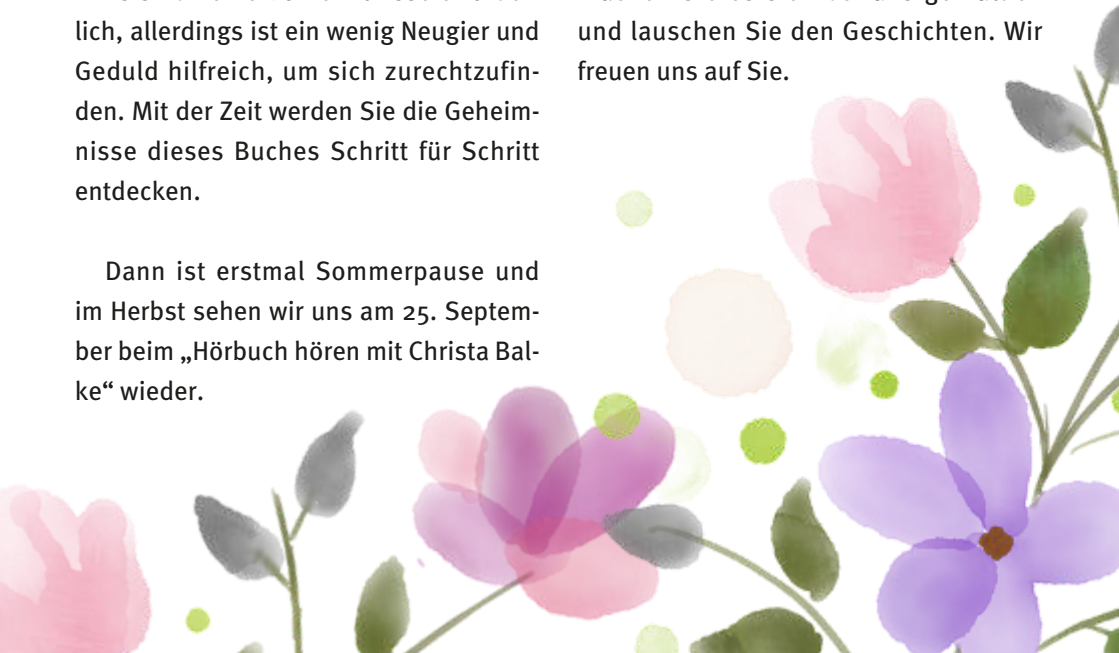 lich, allerdings ist ein wenig Neugier und
Geduld hilfreich, um sich zurechtzufin-
den. Mit der Zeit werden Sie die Geheim-
nisse dieses Buches Schritt für Schritt
entdecken.
Dann ist erstmal Sommerpause und
im Herbst sehen wir uns am 25. Septem-
ber beim „Hörbuch hören mit Christa Bal-
ke“ wieder.
und lauschen Sie den Geschichten. Wir
freuen uns auf Sie.